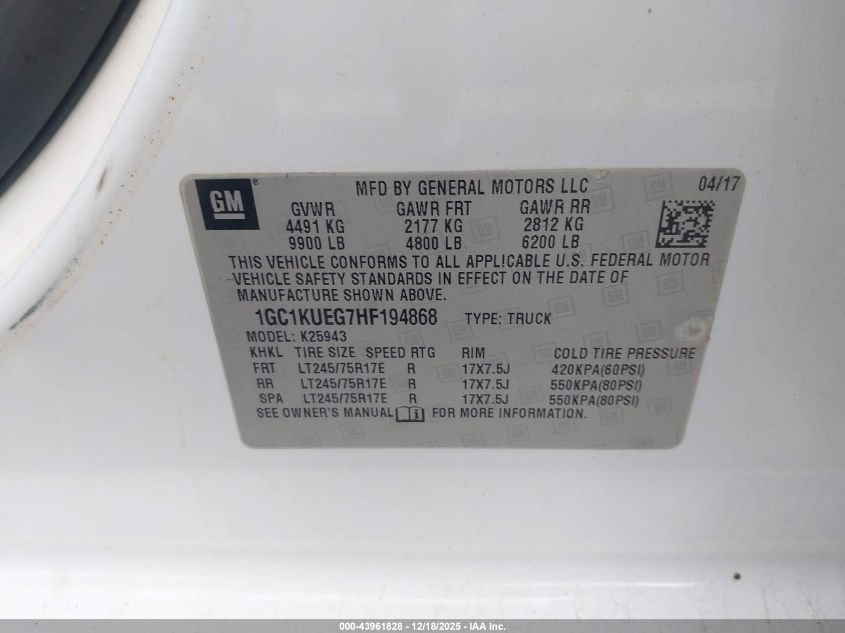 GM ®
MFD BY GENERAL MOTORS LLC 04/17
GVWR GAWR FRT GAWR RR
4491 KG 2177 KG 2812 KG
9900 LB 4800 LB 6200 LB
THIS VEHICLE CONFORMS TO ALL APPLICABLE U.S. FEDERAL MOTOR
VEHICLE SAFETY STANDARDS IN EFFECT ON THE DATE OF
MANUFACTURE SHOWN ABOVE.
1GC1KUEG7HF194868 TYPE: TRUCK
MODEL: K25943
KHKL TIRE SIZE SPEED RTG RIM COLD TIRE PRESSURE
FRT LT245/75R17E R 17X7.5J 420KPA(60PSI)
RR LT245/75R17E R 17X7.5J 550KPA(80PSI)
SPA LT245/75R17E R 17X7.5J 550KPA(80PSI)
SEE OWNER'S MANUAL FOR MORE INFORMATION.
000-43961828 - 12/18/2025 - IAA Inc.